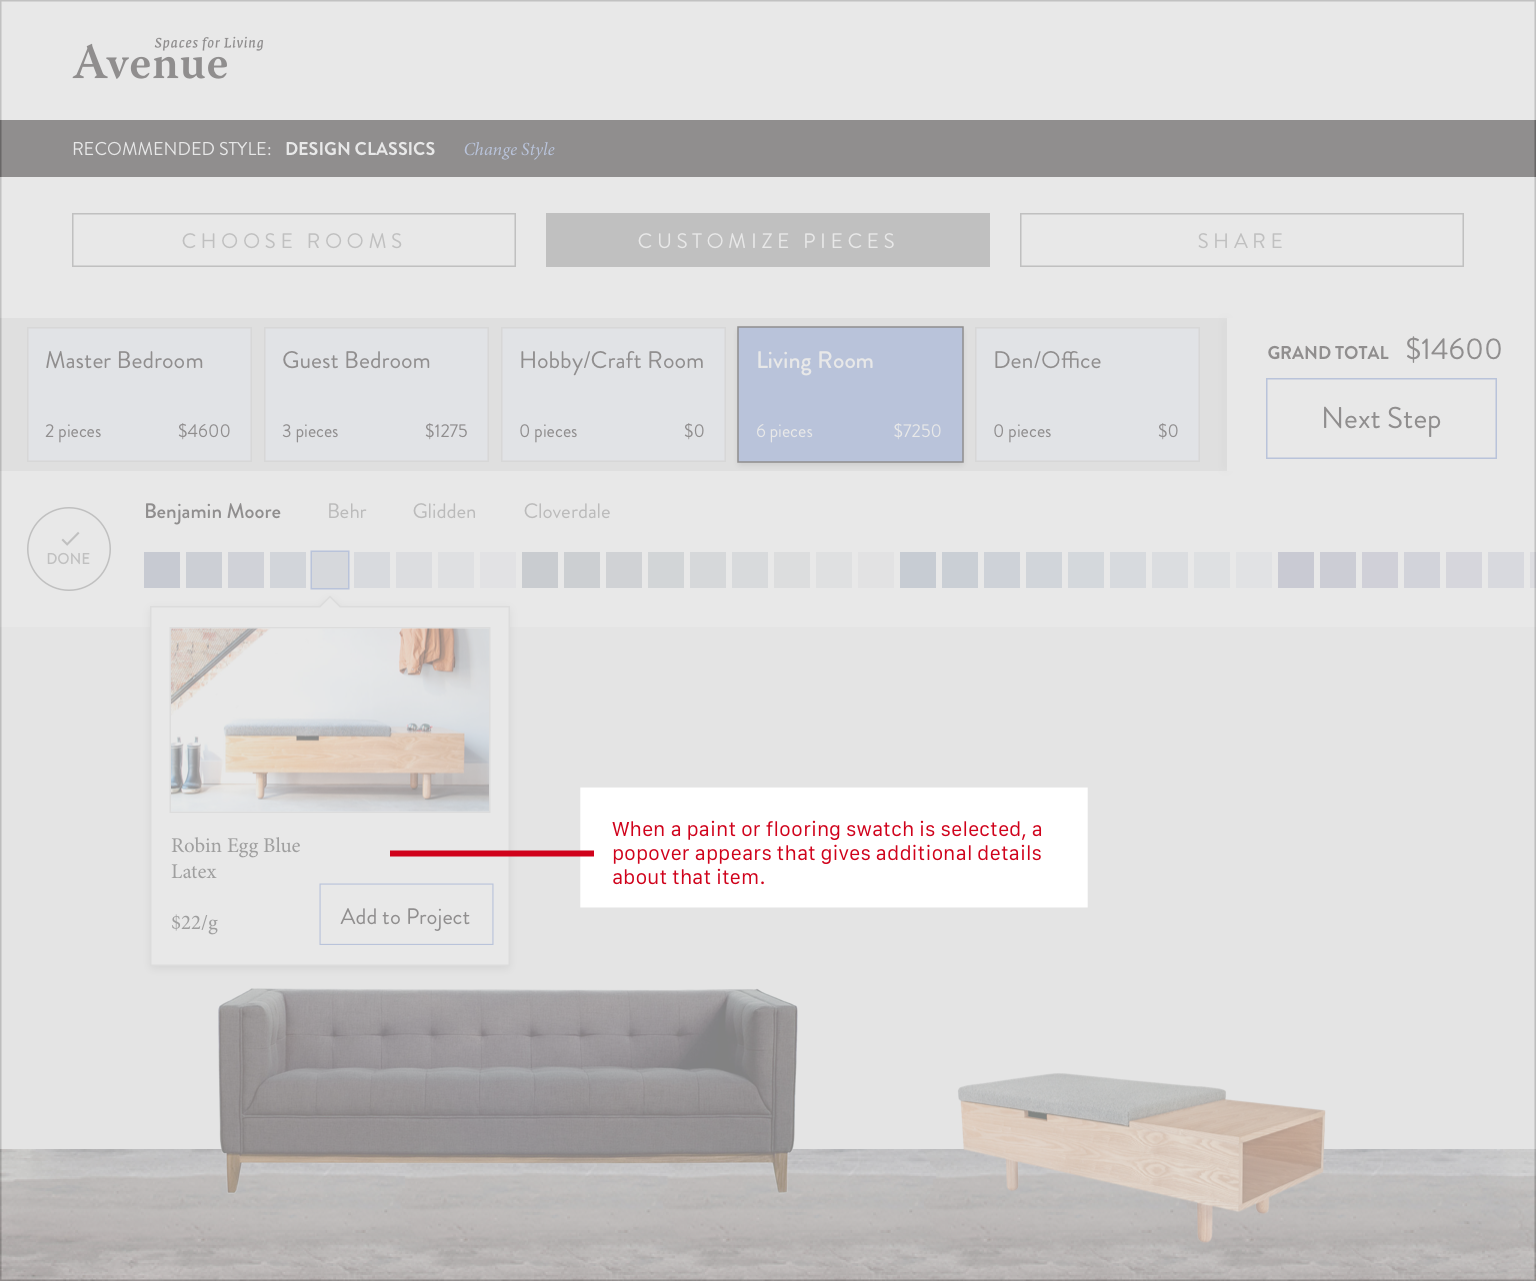 Spaces for Living
Avenue
RECOMMENDED STYLE: DESIGN CLASSICS Change Style
CHOOSE ROOMS
CUSTOMIZE PIECES
SHARE
Master Bedroom
2 pieces $4600
Guest Bedroom
3 pieces $1275
Hobby/Craft Room
0 pieces $0
Living Room
6 pieces $7250
Den/Office
0 pieces $0
GRAND TOTAL $14600
Next Step
DONE
Benjamin Moore Behr Glidden Cloverdale
Robin Egg Blue
Latex
$22/g
Add to Project
When a paint or flooring swatch is selected, a
popover appears that gives additional details
about that item.